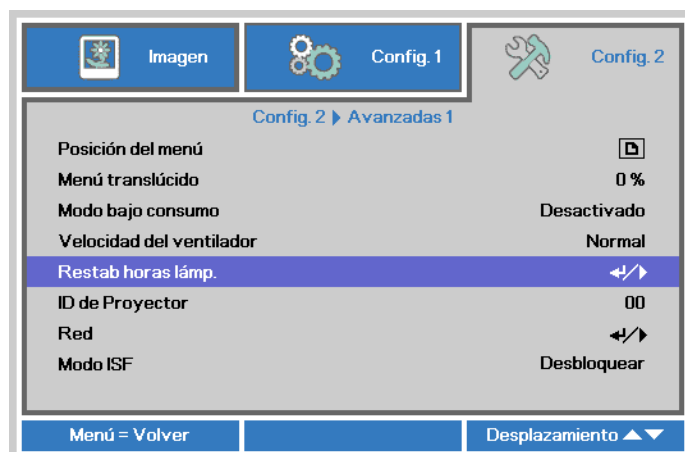 Imagen
Config. 1
Config. 2
Config. 2 ▶ Avanzadas 1
Posición del menú
Menú translúcido 0 %
Modo bajo consumo Desactivado
Velocidad del ventilador Normal
Restab horas lámp. ↵/▶
ID de Proyector 00
Red ↵/▶
Modo ISF Desbloquear
Menú = Volver Desplazamiento ▲▼